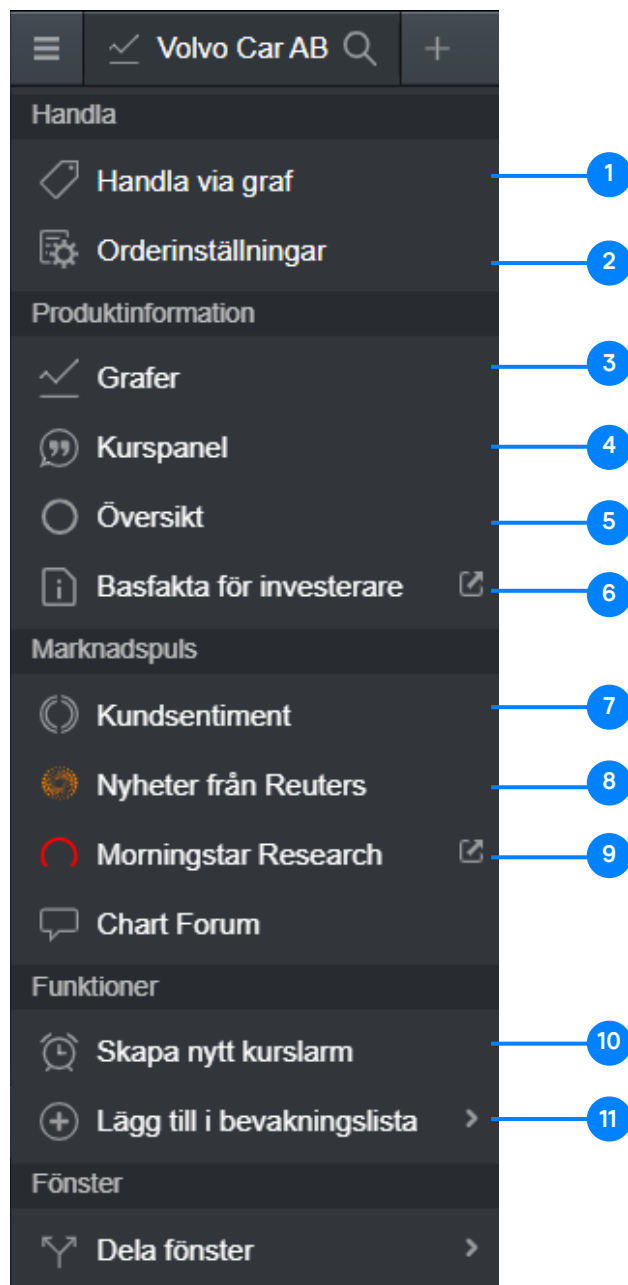 Volvo Car AB
Handla
Handla via graf
1
Orderinställningar
2
Produktinformation
Grafer
3
Kurspanel
4
Översikt
5
Basfakta för investerare
6
Marknadspuls
Kundsentiment
7
Nyheter från Reuters
8
Morningstar Research
9
Chart Forum
Funktioner
Skapa nytt kurslarm
10
Lägg till i bevakningslista
11
Fönster
Dela fönster